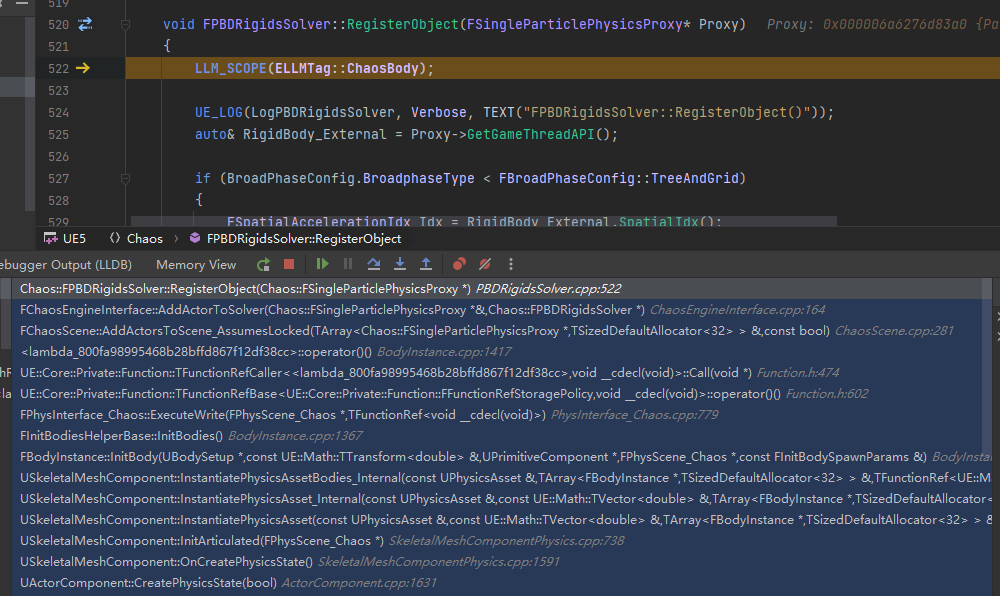 519
520 void FPBDRigidsSolver::RegisterObject(FSingleParticlePhysicsProxy* Proxy) Proxy: 0x000006a6276d83a0 {Pa
521 {
522 LLM_SCOPE(ELLMTag::ChaosBody);
523
524 UE_LOG(LogPBDRigidsSolver, Verbose, TEXT("FPBDRigidsSolver::RegisterObject()"));
525 auto& RigidBody_External = Proxy->GetGameThreadAPI();
526
527 if (BroadPhaseConfig.BroadphaseType < FBroadPhaseConfig::TreeAndGrid)
528 {
529 FSpatialAccelerationIdx Idx = RigidBody_External.SpatialIdx();
UE5 Chaos FPBDRigidsSolver::RegisterObject
ebugger Output (LLDB) Memory View
Chaos::FPBDRigidsSolver::RegisterObject(Chaos::FSingleParticlePhysicsProxy *) PBDRigidsSolver.cpp:522
FChaosEngineInterface::AddActorToSolver(Chaos::FSingleParticlePhysicsProxy *&,Chaos::FPBDRigidsSolver *) ChaosEngineInterface.cpp:164
FChaosScene::AddActorsToScene_AssumesLocked(TArray<Chaos::FSingleParticlePhysicsProxy *,TSizedDefaultAllocator<32> > &,const bool) ChaosScene.cpp:281
<lambda_800fa98995468b28bffd867f12df38cc>::operator()() BodyInstance.cpp:1417
UE::Core::Private::Function::TFunctionRefCaller<<lambda_800fa98995468b28bffd867f12df38cc>,void __cdecl(void)>::Call(void *) Function.h:474
UE::Core::Private::Function::TFunctionRefBase<UE::Core::Private::Function::FFunctionRefStoragePolicy,void __cdecl(void)>::operator()() Function.h:602
FPhysInterface_Chaos::ExecuteWrite(FPhysScene_Chaos *,TFunctionRef<void __cdecl(void)>) PhysInterface_Chaos.cpp:779
FInitBodiesHelperBase::InitBodies() BodyInstance.cpp:1367
FBodyInstance::InitBody(UBodySetup *,const UE::Math::TTransform<double> &,UPrimitiveComponent *,FPhysScene_Chaos *,const FInitBodySpawnParams &) BodyInstan
USkeletalMeshComponent::InstantiatePhysicsAssetBodies_Internal(const UPhysicsAsset &,TArray<FBodyInstance *,TSizedDefaultAllocator<32> > &,TFunctionRef<UE::M
USkeletalMeshComponent::InstantiatePhysicsAsset_Internal(const UPhysicsAsset &,const UE::Math::TVector<double> &,TArray<FBodyInstance *,TSizedDefaultAllocator<
USkeletalMeshComponent::InstantiatePhysicsAsset(const UPhysicsAsset &,const UE::Math::TVector<double> &,TArray<FBodyInstance *,TSizedDefaultAllocator<32> > &
USkeletalMeshComponent::InitArticulated(FPhysScene_Chaos *) SkeletalMeshComponentPhysics.cpp:738
USkeletalMeshComponent::OnCreatePhysicsState() SkeletalMeshComponentPhysics.cpp:1591
UActorComponent::CreatePhysicsState(bool) ActorComponent.cpp:1631